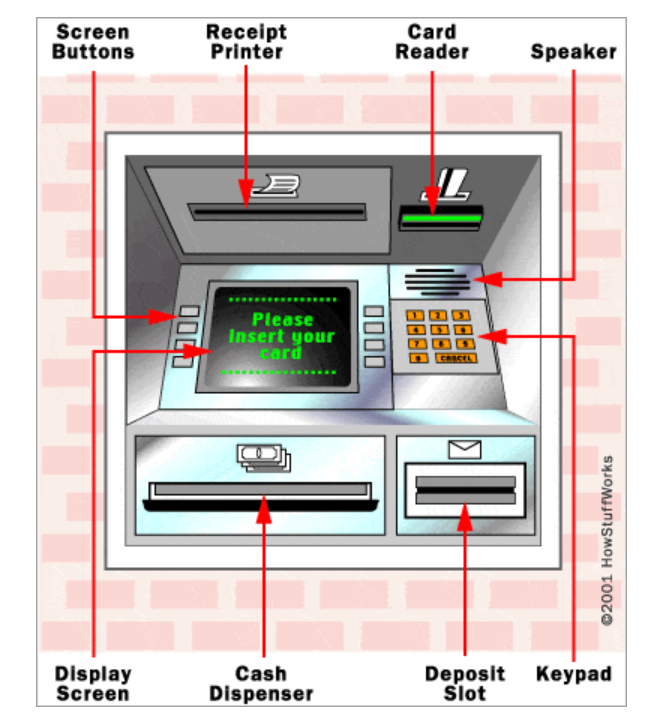 Screen
Buttons
Receipt
Printer
Card
Reader
Speaker
Please
Insert your
card
1 2 3
4 5 6
7 8 9
0 CANCEL
©2001 HowStuffWorks
Display
Screen
Cash
Dispenser
Deposit
Slot
Keypad